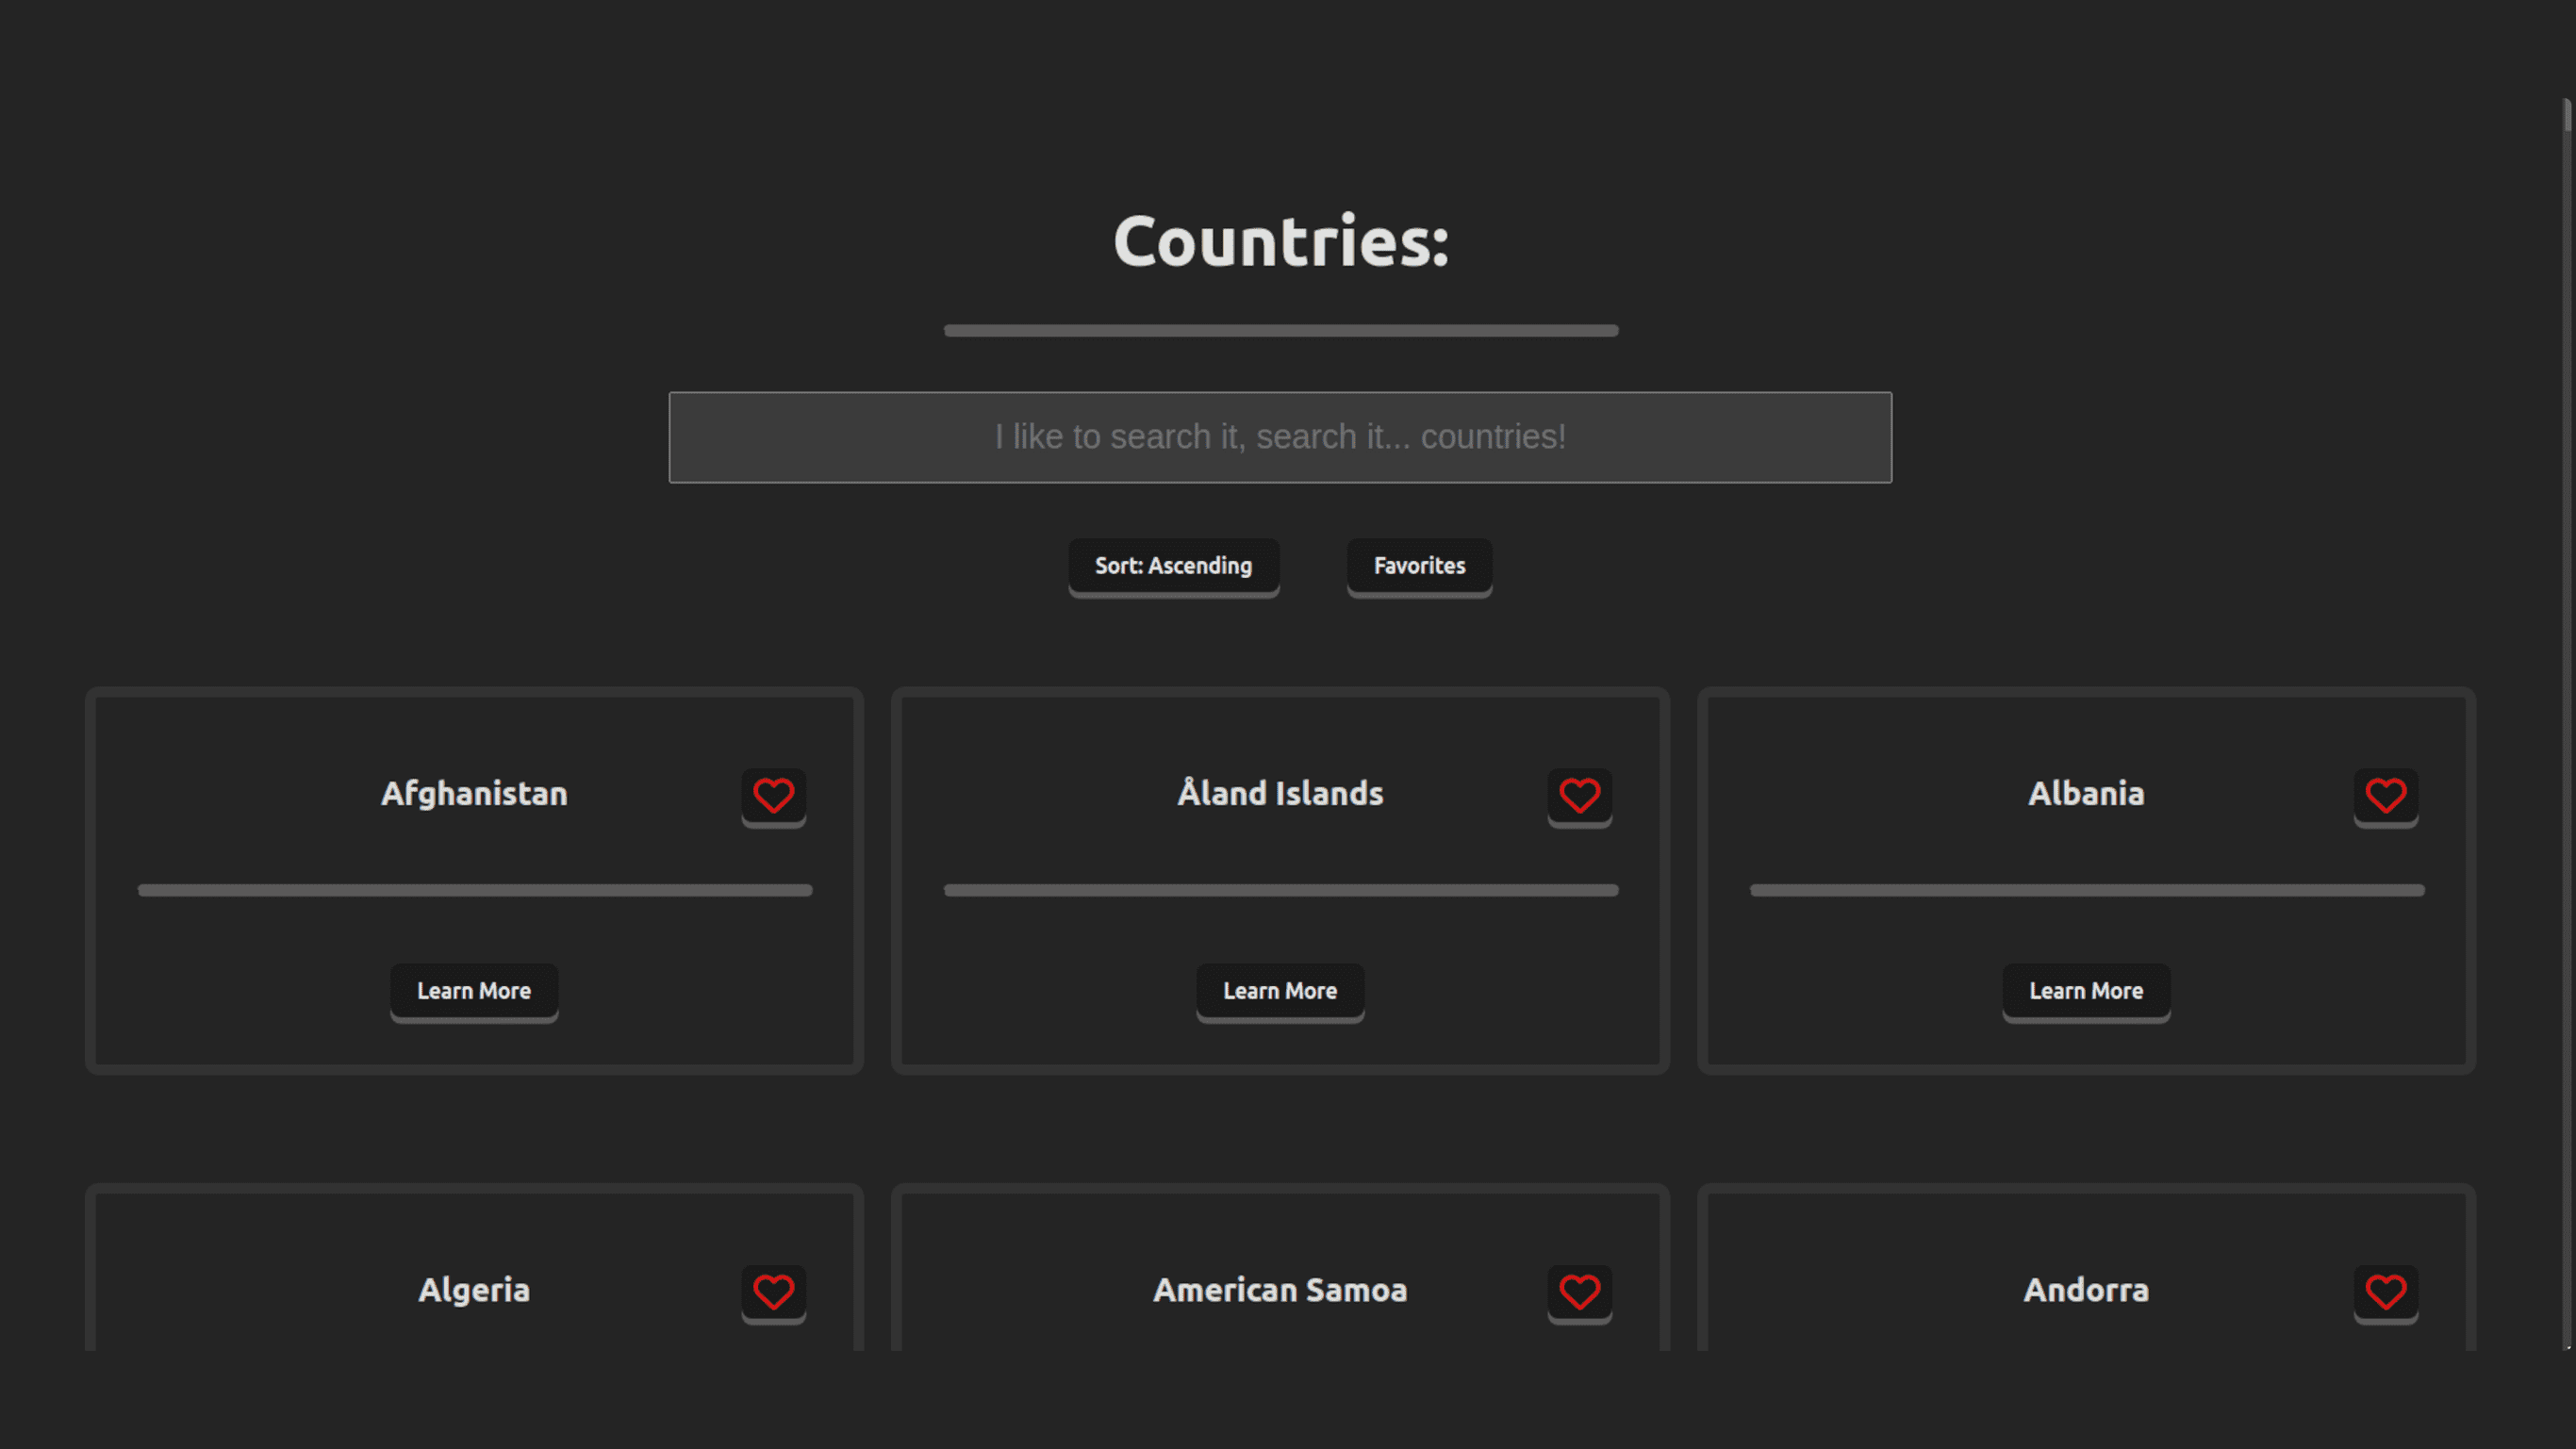 Countries:
I like to search it, search it... countries!
Sort: Ascending
Favorites
Afghanistan
Åland Islands
Albania
Learn More
Learn More
Learn More
Algeria
American Samoa
Andorra